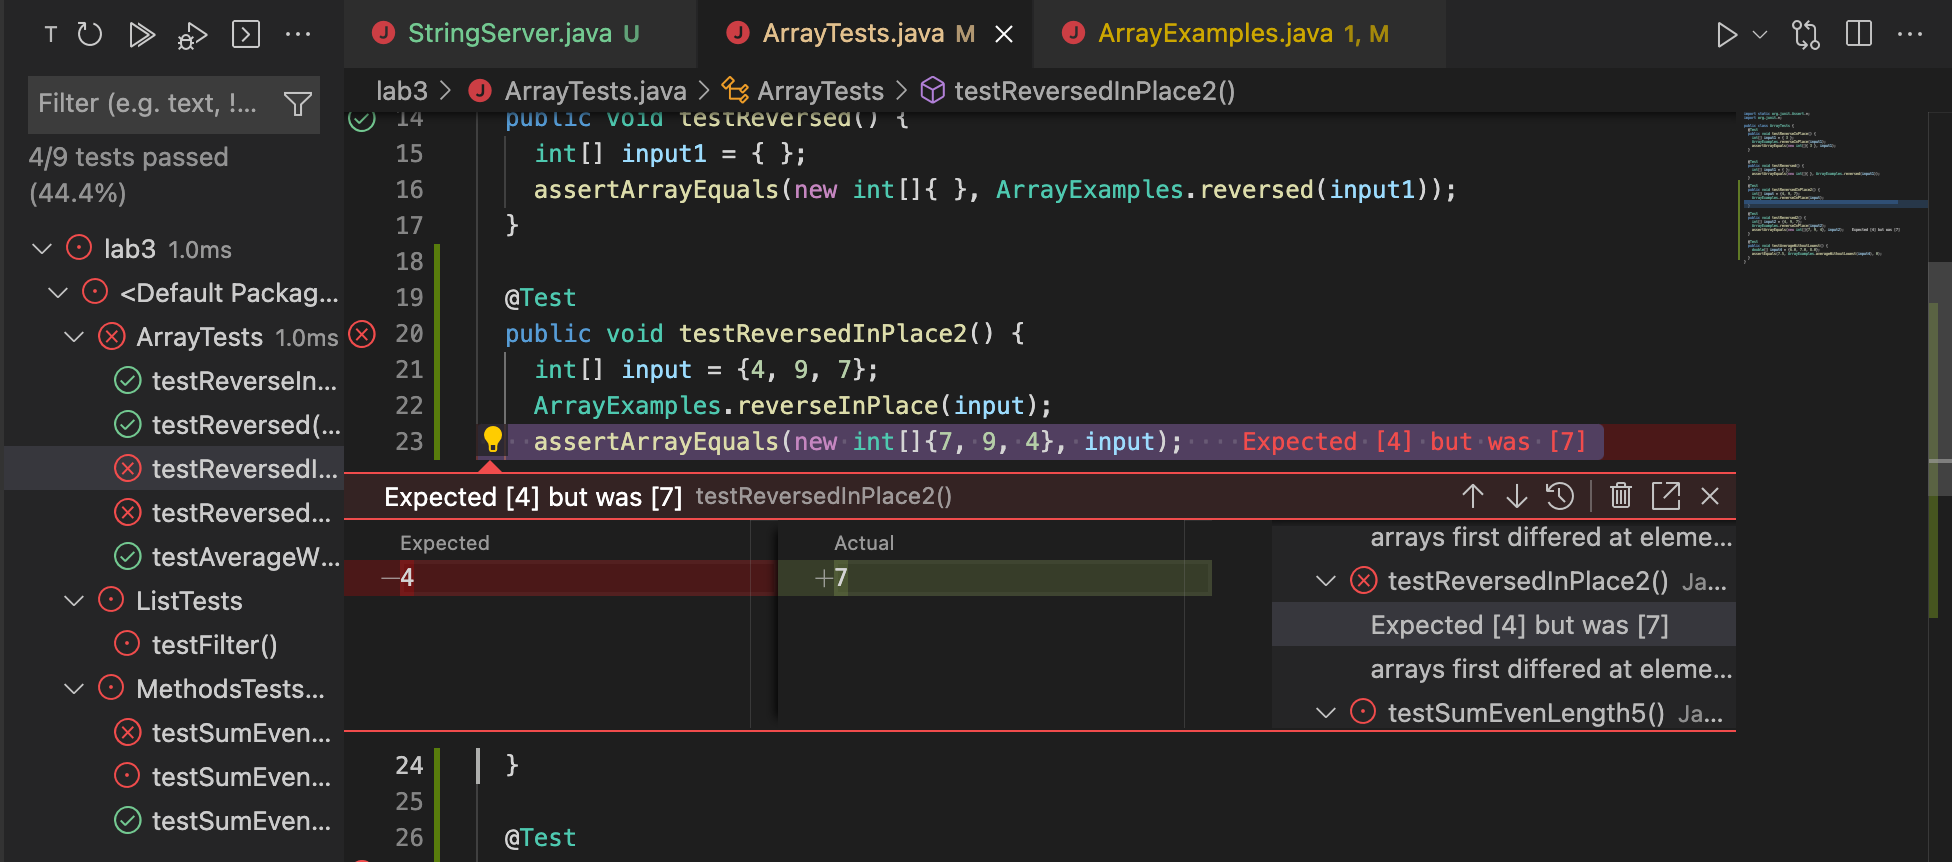 T
StringServer.java U
ArrayTests.java M
ArrayExamples.java 1, M
Filter (e.g. text, !...
4/9 tests passed
(44.4%)
lab3 1.0ms
<Default Packag...
ArrayTests 1.0ms
testReverseIn...
testReversed(...
testReversedI...
testReversed...
testAverageW...
ListTests
testFilter()
MethodsTests...
testSumEven...
testSumEven...
testSumEven...
lab3 > ArrayTests.java > ArrayTests > testReversedInPlace2()
14 public void testReversed() {
15 int[] input1 = { };
16 assertArrayEquals(new int[]{ }, ArrayExamples.reversed(input1));
17 }
18
19 @Test
20 public void testReversedInPlace2() {
21 int[] input = {4, 9, 7};
22 ArrayExamples.reverseInPlace(input);
23 assertArrayEquals(new int[]{7, 9, 4}, input); Expected [4] but was [7]
Expected [4] but was [7] testReversedInPlace2()
Expected
Actual
4
7
arrays first differed at eleme...
testReversedInPlace2() Ja...
Expected [4] but was [7]
arrays first differed at eleme...
testSumEvenLength5() Ja...
24 }
25
26 @Test